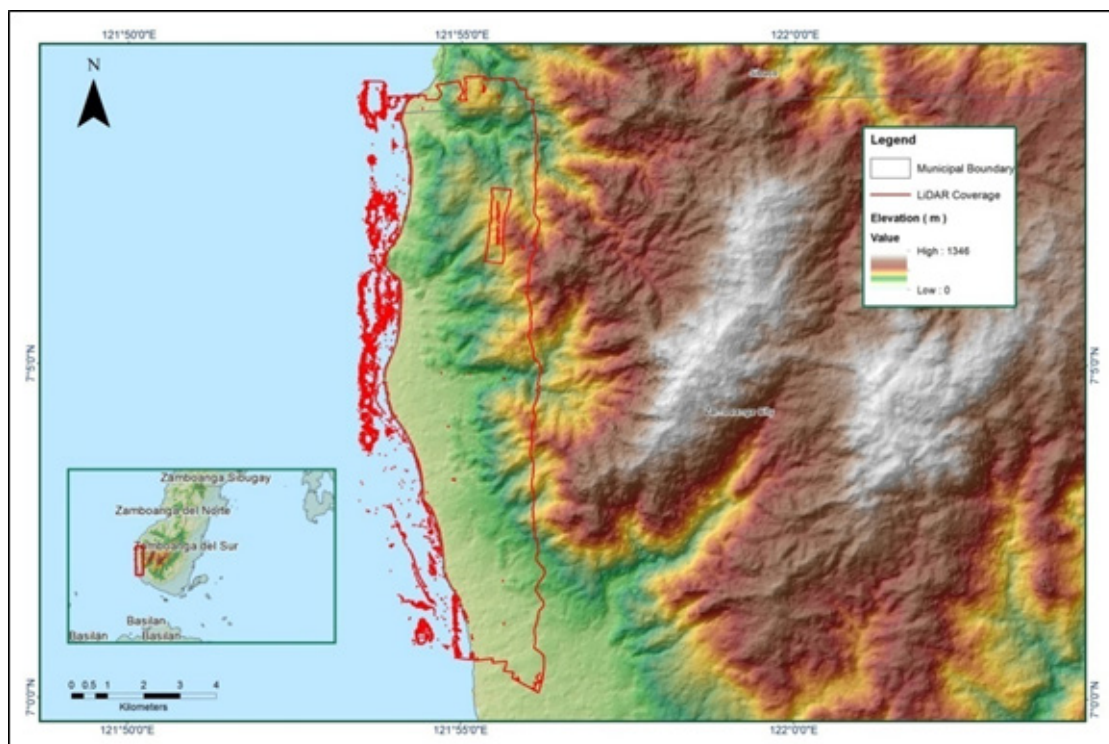 121°50'0"E 121°55'0"E 122°0'0"E
N
Legend
Municipal Boundary
LiDAR Coverage
Elevation ( m )
Value
High : 1346
Low : 0
7°5'0"N 7°5'0"N
Zamboanga City
Zamboanga Sibugay
Zamboanga del Norte
Zamboanga del Sur
Basilan
Basilan Basilan
0 0.5 1 2 3 4
Kilometers
7°0'0"N 7°0'0"N
121°50'0"E 121°55'0"E 122°0'0"E